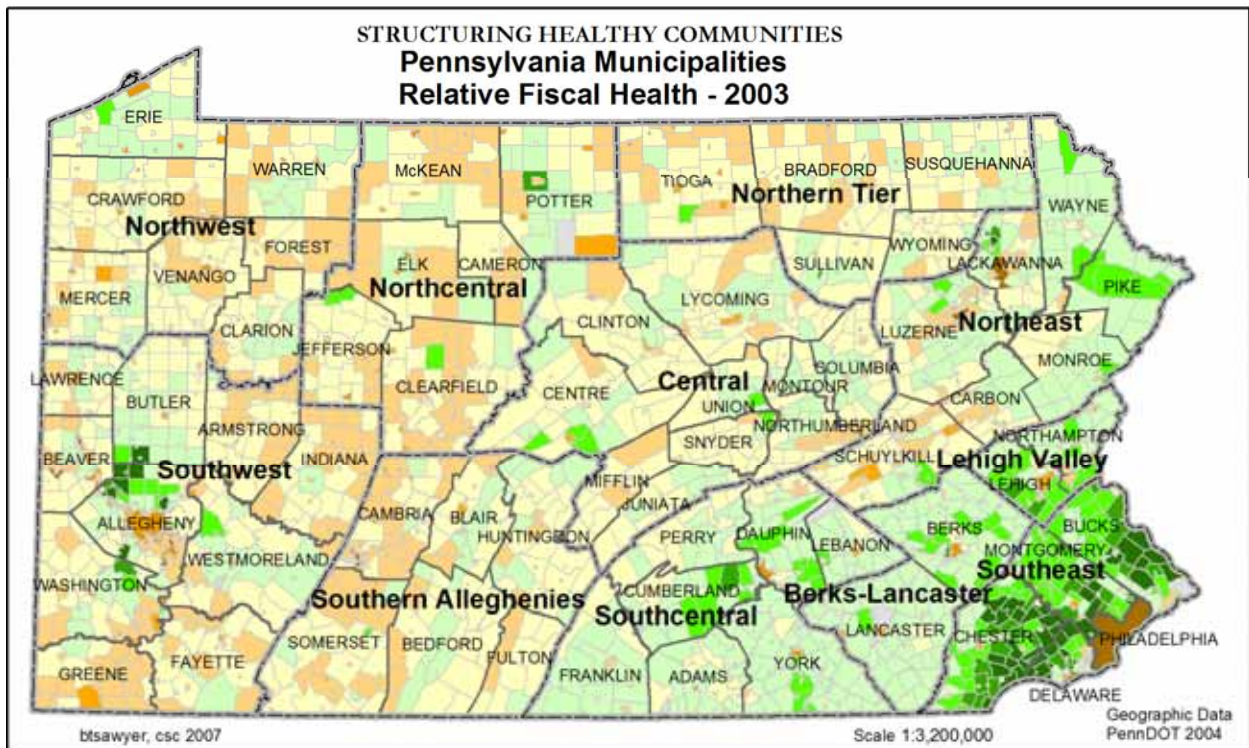 STRUCTURING HEALTHY COMMUNITIES
Pennsylvania Municipalities
Relative Fiscal Health - 2003
ERIE
WARREN
McKEAN
POTTER
TIOGA
BRADFORD
SUSQUEHANNA
Northern Tier
CRAWFORD
Northwest
WAYNE
FOREST
WYOMING
LACKAWANNA
VENANGO
ELK
CAMERON
SULLIVAN
MERCER
Northcentral
LYCOMING
PIKE
CLARION
CLINTON
LUZERNE
Northeast
JEFFERSON
MONROE
LAWRENCE
CLEARFIELD
CENTRE
Central
MONTOUR
COLUMBIA
BUTLER
UNION
CARBON
ARMSTRONG
NORTHUMBERLAND
NORTHAMPTON
BEAVER
INDIANA
SNYDER
SCHUYLKILL
Lehigh Valley
Southwest
MIFFLIN
LEHIGH
JUNIATA
ALLEGHENY
CAMBRIA
BLAIR
HUNTINGDON
PERRY
DAUPHIN
BERKS
BUCKS
LEBANON
MONTGOMERY
WESTMORELAND
Southeast
WASHINGTON
CUMBERLAND
Berks-Lancaster
Southern Alleghenies
Southcentral
LANCASTER
CHESTER
PHILADELPHIA
SOMERSET
BEDFORD
FULTON
FAYETTE
GREENE
FRANKLIN
ADAMS
YORK
DELAWARE
btsawyer, csc 2007
Scale 1:3,200,000
Geographic Data
PennDOT 2004